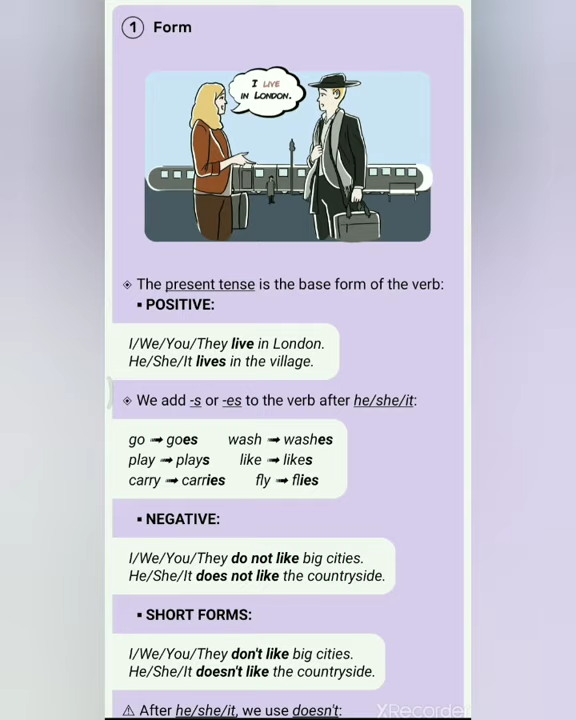 1 Form
I LIVE
IN LONDON.
◈ The present tense is the base form of the verb:
▪ POSITIVE:
I/We/You/They live in London.
He/She/It lives in the village.
◈ We add -s or -es to the verb after he/she/it:
go ➟ goes wash ➟ washes
play ➟ plays like ➟ likes
carry ➟ carries fly ➟ flies
▪ NEGATIVE:
I/We/You/They do not like big cities.
He/She/It does not like the countryside.
▪ SHORT FORMS:
I/We/You/They don't like big cities.
He/She/It doesn't like the countryside.
⚠ After he/she/it, we use doesn't:
XRecorder